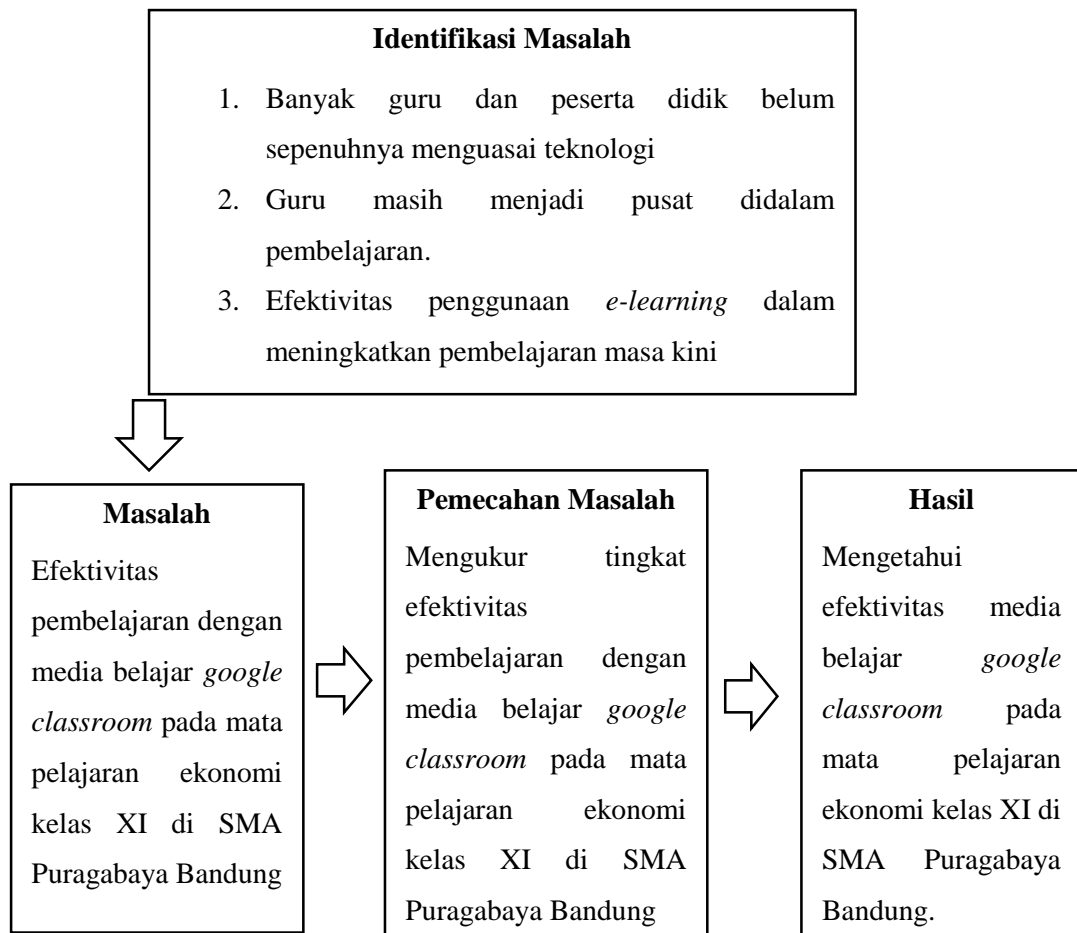 Identifikasi Masalah
1. Banyak guru dan peserta didik belum
sepenuhnya menguasai teknologi
2. Guru masih menjadi pusat didalam
pembelajaran.
3. Efektivitas penggunaan e-learning dalam
meningkatkan pembelajaran masa kini
Masalah
Efektivitas
pembelajaran dengan
media belajar google
classroom pada mata
pelajaran ekonomi
kelas XI di SMA
Puragabaya Bandung
Pemecahan Masalah
Mengukur tingkat
efektivitas
pembelajaran dengan
media belajar google
classroom pada mata
pelajaran ekonomi
kelas XI di SMA
Puragabaya Bandung
Hasil
Mengetahui
efektivitas media
belajar google
classroom pada
mata pelajaran
ekonomi kelas XI di
SMA Puragabaya
Bandung.